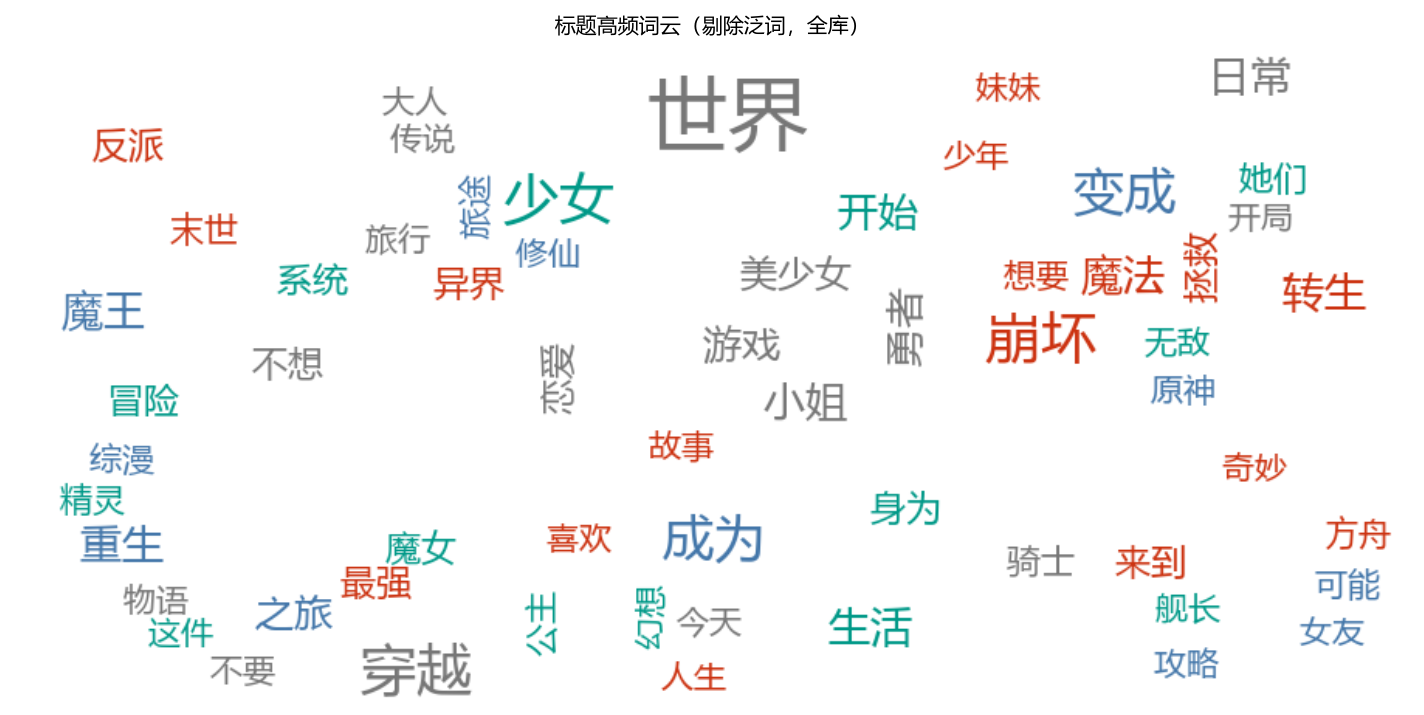 标题高频词云（剔除泛词，全库）
世界
日常
妹妹
大人
传说
反派
少年
少女
旅途
变成
她们
开始
开局
末世
旅行
修仙
系统
异界
美少女
想要
魔法
拯救
转生
魔王
勇者
崩坏
不想
恋爱
游戏
无敌
原神
冒险
小姐
故事
综漫
奇妙
精灵
身为
重生
魔女
喜欢
成为
方舟
骑士
来到
最强
可能
物语
之旅
公主
幻想
今天
舰长
这件
生活
女友
不要
穿越
人生
攻略